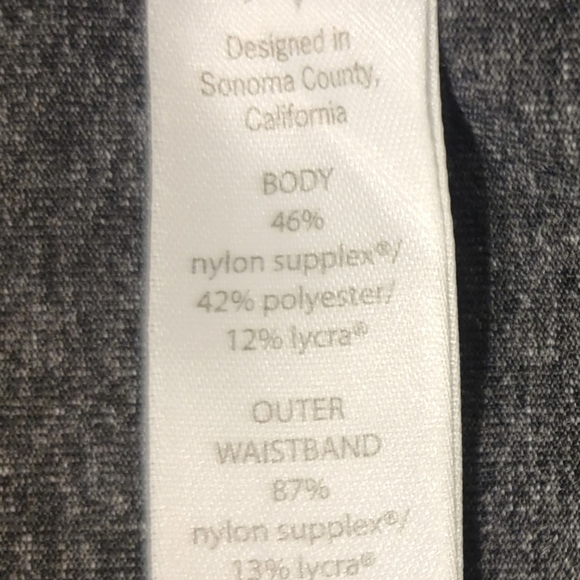 Designed in
Sonoma County,
California
BODY
46%
nylon supplex®/
42% polyester/
12% lycra®
OUTER
WAISTBAND
87%
nylon supplex®/
13% lycra®